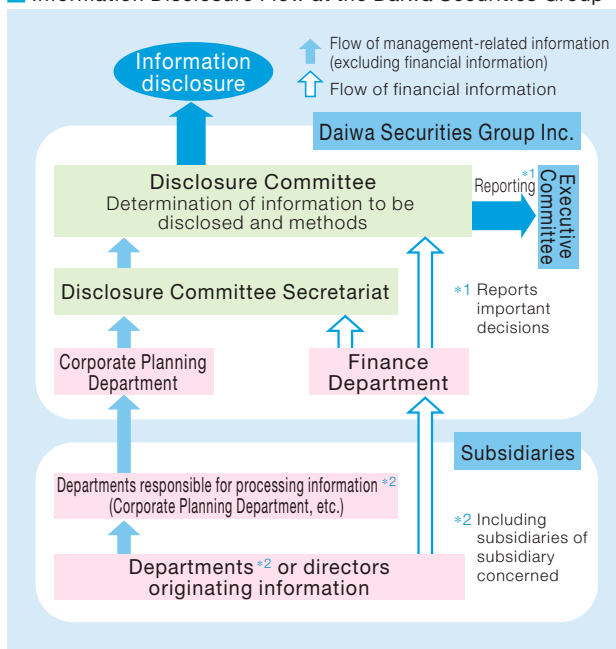 Information Disclosure Flow at the Daiwa Securities Group
Information
disclosure
Flow of management-related information
(excluding financial information)
Flow of financial information
Daiwa Securities Group Inc.
Disclosure Committee
Determination of information to be
disclosed and methods
Reporting*1
Executive
Committee
Disclosure Committee Secretariat
*1 Reports
important
decisions
Corporate Planning
Department
Finance
Department
Subsidiaries
Departments responsible for processing information *2
(Corporate Planning Department, etc.)
*2 Including
subsidiaries of
subsidiary
concerned
Departments *2 or directors
originating information